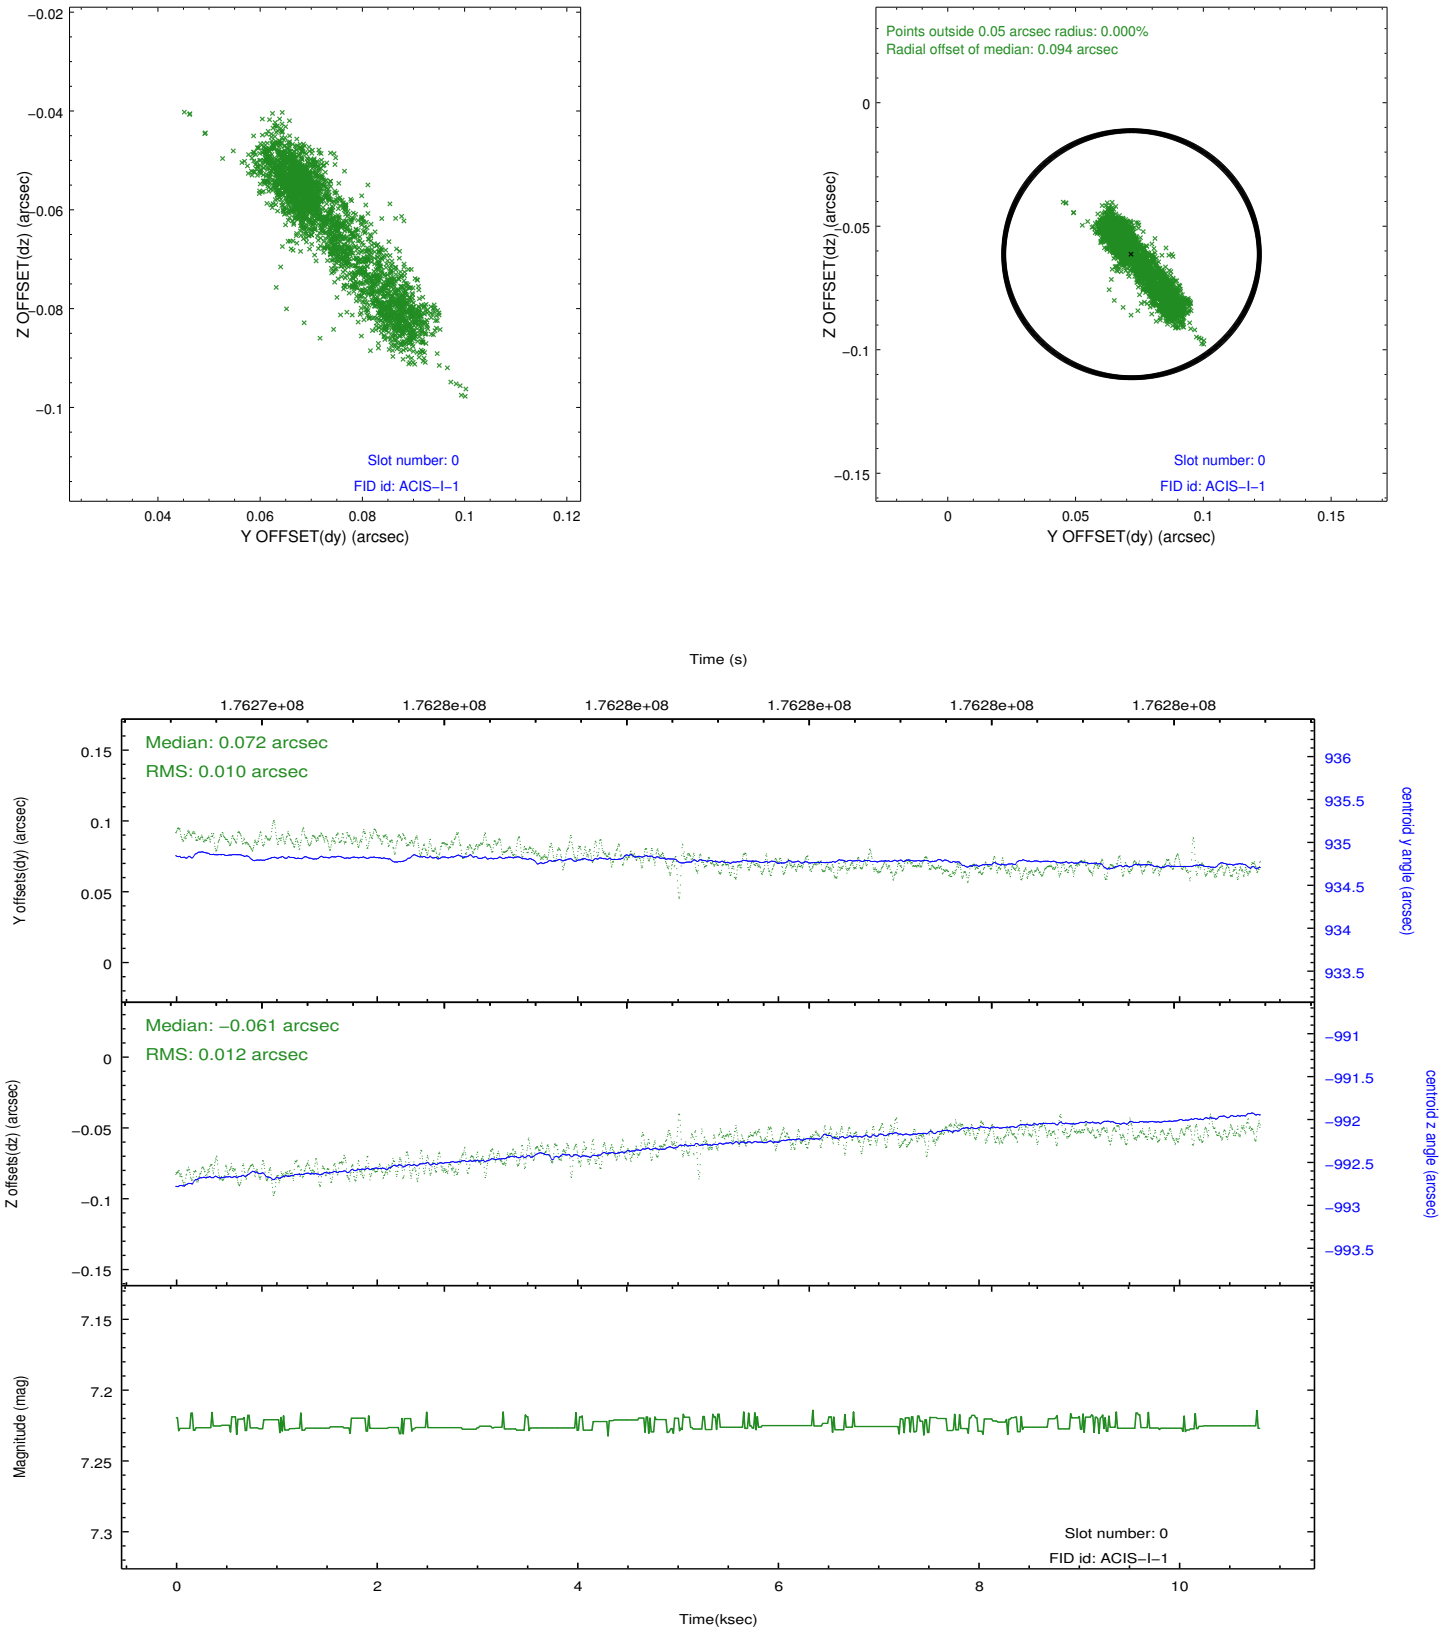 −0.02
−0.04
−0.06
−0.08
−0.1
Z OFFSET(dz) (arcsec)
Slot number: 0
FID id: ACIS−I−1
0.04
0.06
0.08
0.1
0.12
Y OFFSET(dy) (arcsec)
Points outside 0.05 arcsec radius: 0.000%
Radial offset of median: 0.094 arcsec
0
−0.05
−0.1
−0.15
Z OFFSET(dz) (arcsec)
Slot number: 0
FID id: ACIS−I−1
0
0.05
0.1
0.15
Y OFFSET(dy) (arcsec)
Time (s)
1.7627e+08
1.7628e+08
1.7628e+08
1.7628e+08
1.7628e+08
1.7628e+08
Median: 0.072 arcsec
RMS: 0.010 arcsec
0.15
0.1
0.05
0
Y offsets(dy) (arcsec)
936
935.5
935
934.5
934
933.5
centroid y angle (arcsec)
Median: −0.061 arcsec
RMS: 0.012 arcsec
0
−0.05
−0.1
−0.15
Z offsets(dz) (arcsec)
−991
−991.5
−992
−992.5
−993
−993.5
centroid z angle (arcsec)
7.15
7.2
7.25
7.3
Magnitude (mag)
Slot number: 0
FID id: ACIS−I−1
0
2
4
6
8
10
Time(ksec)